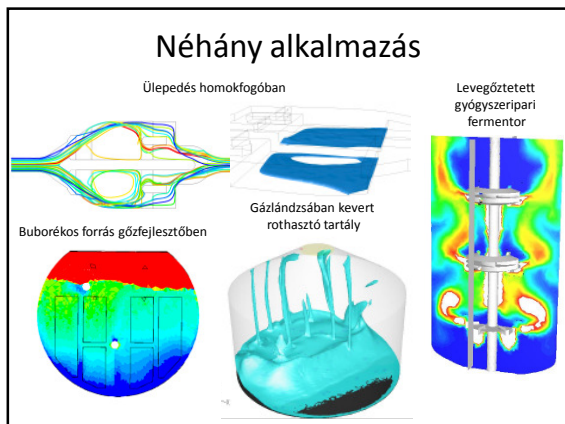 Néhány alkalmazás
Ülepedés homokfogóban
Levegőztetett
gyógyszeripari
fermentor
Gázlándzsában kevert
rothasztó tartály
Buborékos forrás gőzfejlesztőben